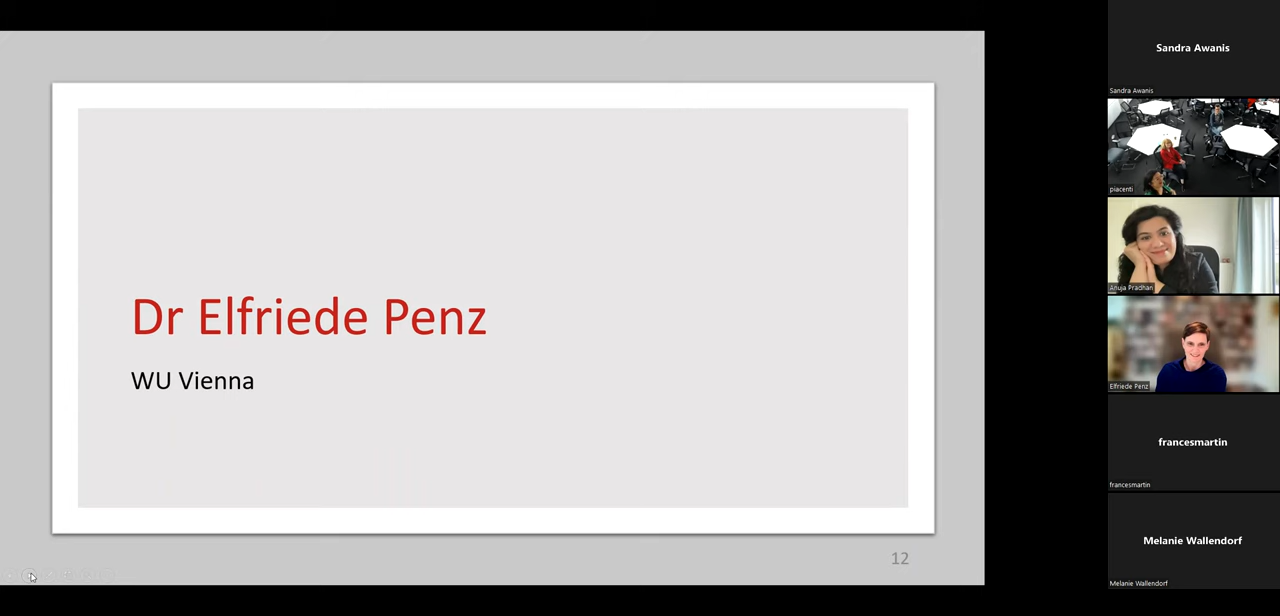 Dr Elfriede Penz
WU Vienna
12
Sandra Awanis
Sandra Awanis
piacenti
Anuja Pradhan
Elfriede Penz
francesmartin
francesmartin
Melanie Wallendorf
Melanie Wallendorf